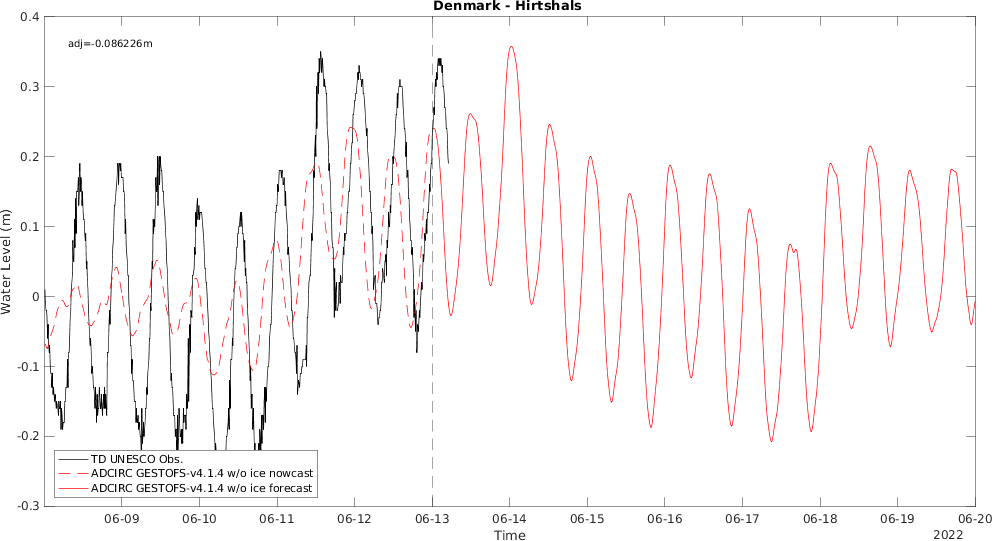 Denmark - Hirtshals
adj=-0.086226m
0.4
0.3
0.2
0.1
0
-0.1
-0.2
-0.3
Water Level (m)
TD UNESCO Obs.
ADCIRC GESTOFS-v4.1.4 w/o ice nowcast
ADCIRC GESTOFS-v4.1.4 w/o ice forecast
06-09 06-10 06-11 06-12 06-13 06-14 06-15 06-16 06-17 06-18 06-19 06-20
Time
2022